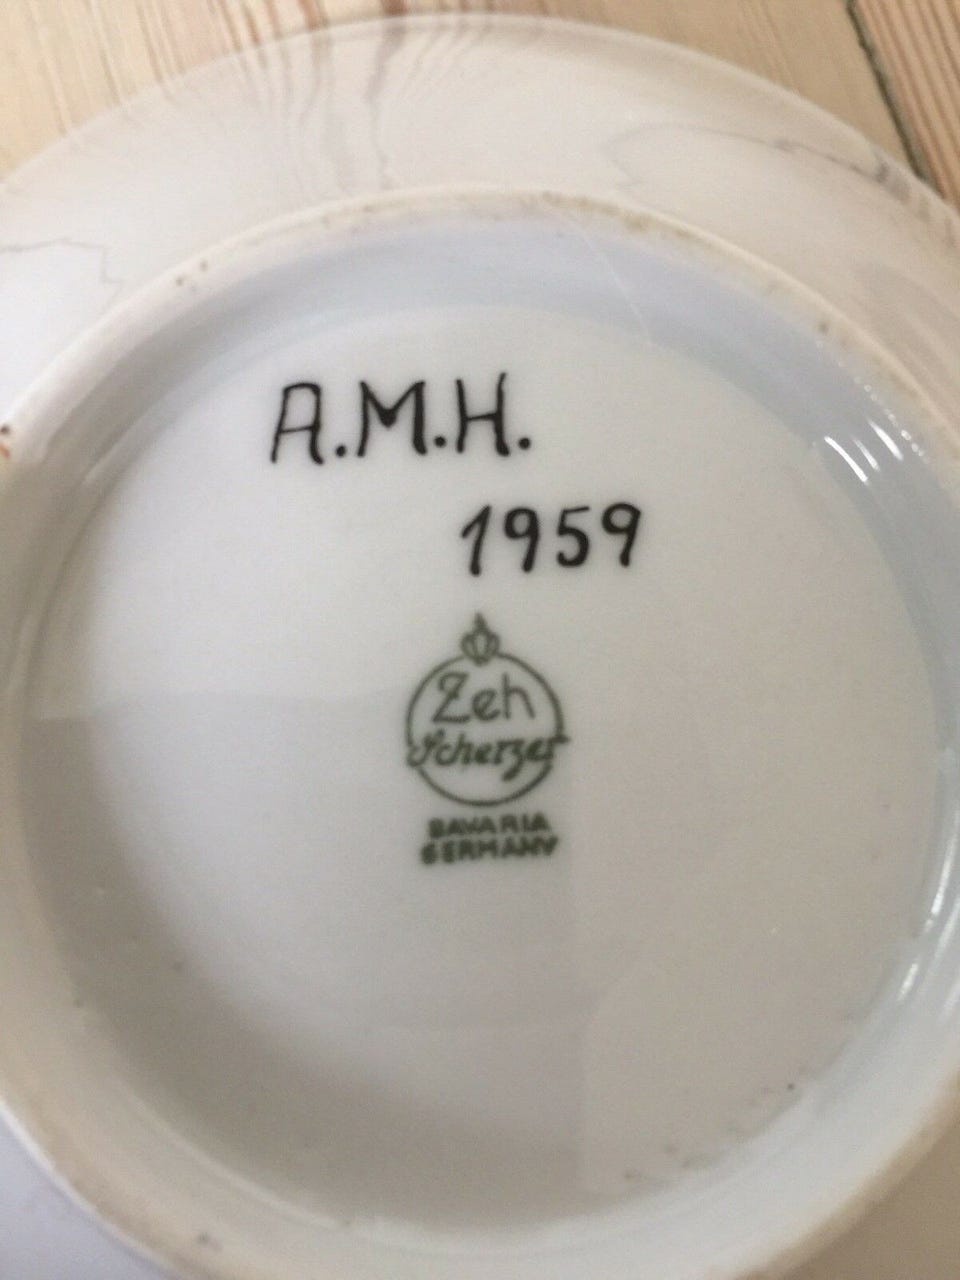 A.M.H.
1959
Zeh
Scherzer
BAVARIA
GERMANY